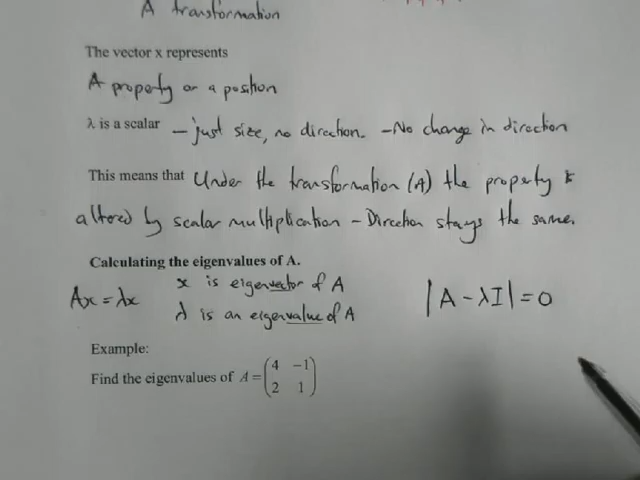 A transformation
The vector x represents
A property or a position
λ is a scalar – just size, no direction. – No change in direction
This means that Under the transformation (A) the property is
altered by scalar multiplication – Direction stays the same.
Calculating the eigenvalues of A.
Ax = λx x is eigenvector of A |A - λI| = 0
λ is an eigenvalue of A
Example:
Find the eigenvalues of A = (4 -1
2 1)